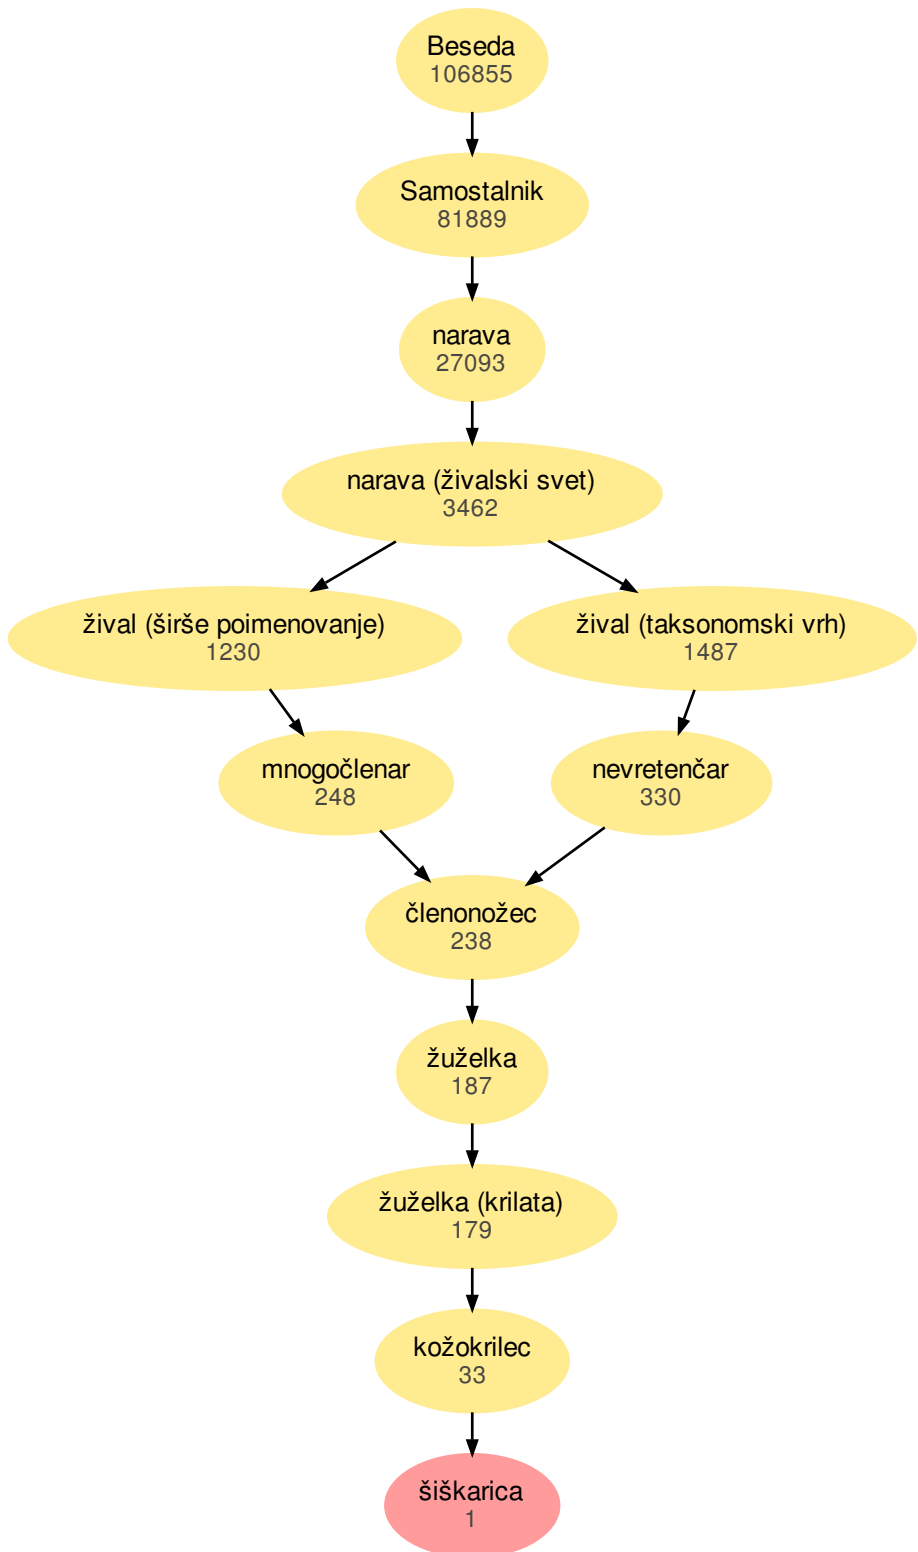 Beseda
106855
Samostalnik
81889
narava
27093
narava (živalski svet)
3462
žival (širše poimenovanje)
1230
žival (taksonomski vrh)
1487
mnogočlenar
248
nevretenčar
330
členonožec
238
žuželka
187
žuželka (krilata)
179
kožokrilec
33
šiškarica
1